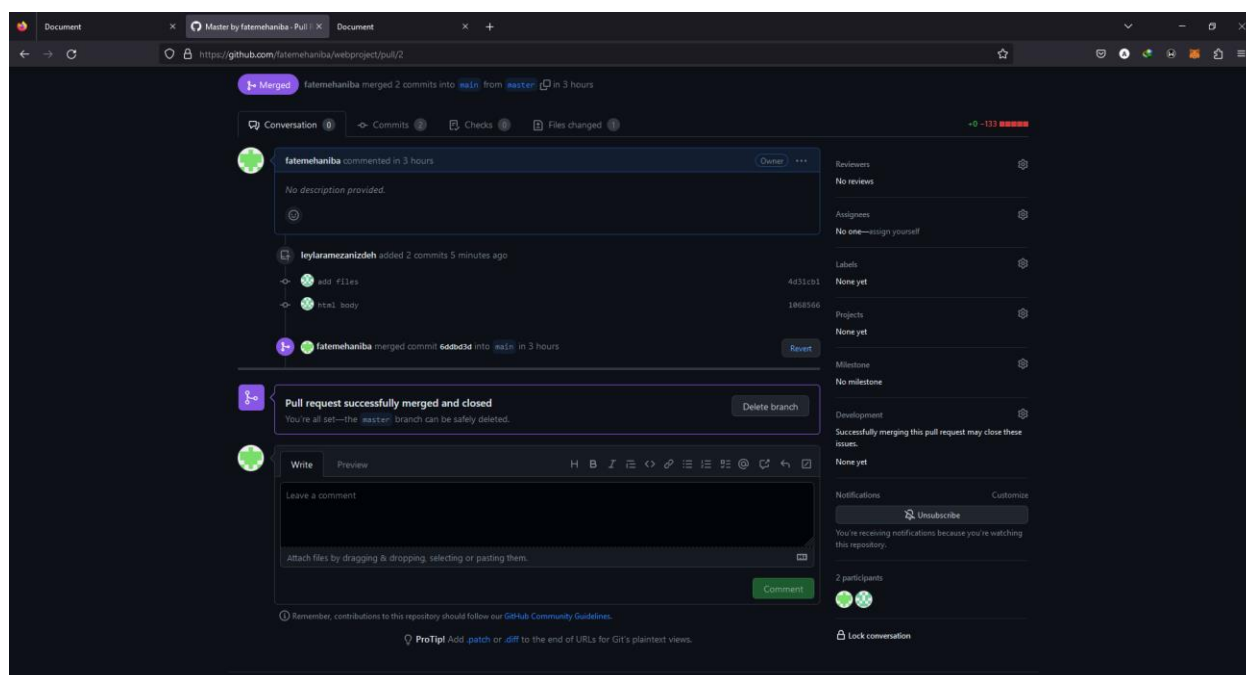 Document
Master by fatemehaniba · Pull
Document
https://github.com/fatemehaniba/webproject/pull/2
Merged fatemehaniba merged 2 commits into main from master in 3 hours
Conversation 0 Commits 2 Checks 0 Files changed 1 +0 -133
fatemehaniba commented in 3 hours Owner ...
No description provided.
leylaramezanizdeh added 2 commits 5 minutes ago
add files 4d31cb1
html body 1068566
fatemehaniba merged commit 6ddbd3d into main in 3 hours Revert
Pull request successfully merged and closed
You're all set—the master branch can be safely deleted.
Delete branch
Write Preview
Leave a comment
Attach files by dragging & dropping, selecting or pasting them.
Comment
Remember, contributions to this repository should follow our GitHub Community Guidelines.
ProTip! Add .patch or .diff to the end of URLs for Git's plaintext views.
Reviewers
No reviews
Assignees
No one—assign yourself
Labels
None yet
Projects
None yet
Milestone
No milestone
Development
Successfully merging this pull request may close these
issues.
None yet
Notifications Customize
Unsubscribe
You're receiving notifications because you're watching
this repository.
2 participants
Lock conversation